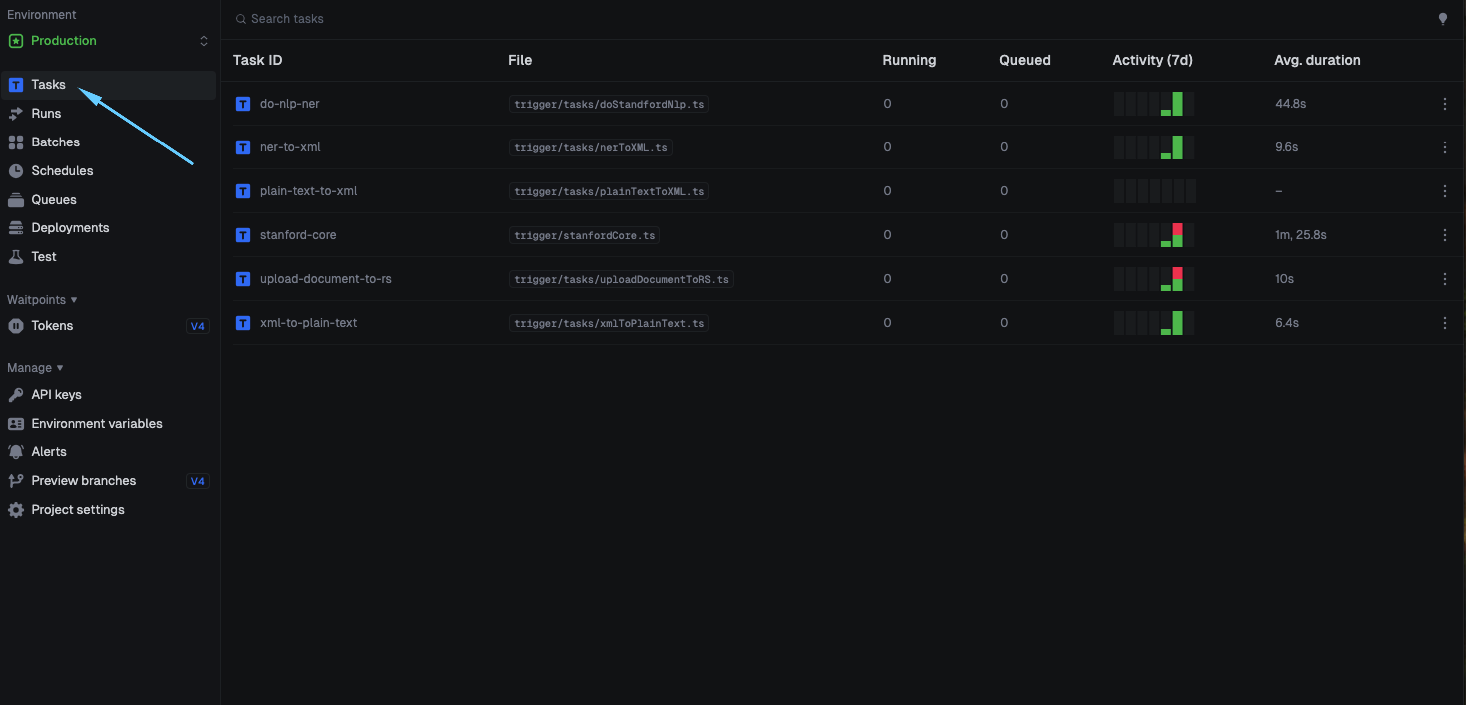 Environment
Production
Tasks
Runs
Batches
Schedules
Queues
Deployments
Test
Waitpoints
Tokens V4
Manage
API keys
Environment variables
Alerts
Preview branches V4
Project settings
Search tasks
Task ID File Running Queued Activity (7d) Avg. duration
T do-nlp-ner trigger/tasks/doStandfordNlp.ts 0 0 44.8s
T ner-to-xml trigger/tasks/nerToXML.ts 0 0 9.6s
T plain-text-to-xml trigger/tasks/plainTextToXML.ts 0 0 –
T stanford-core trigger/stanfordCore.ts 0 0 1m, 25.8s
T upload-document-to-rs trigger/tasks/uploadDocumentToRS.ts 0 0 10s
T xml-to-plain-text trigger/tasks/xmlToPlainText.ts 0 0 6.4s